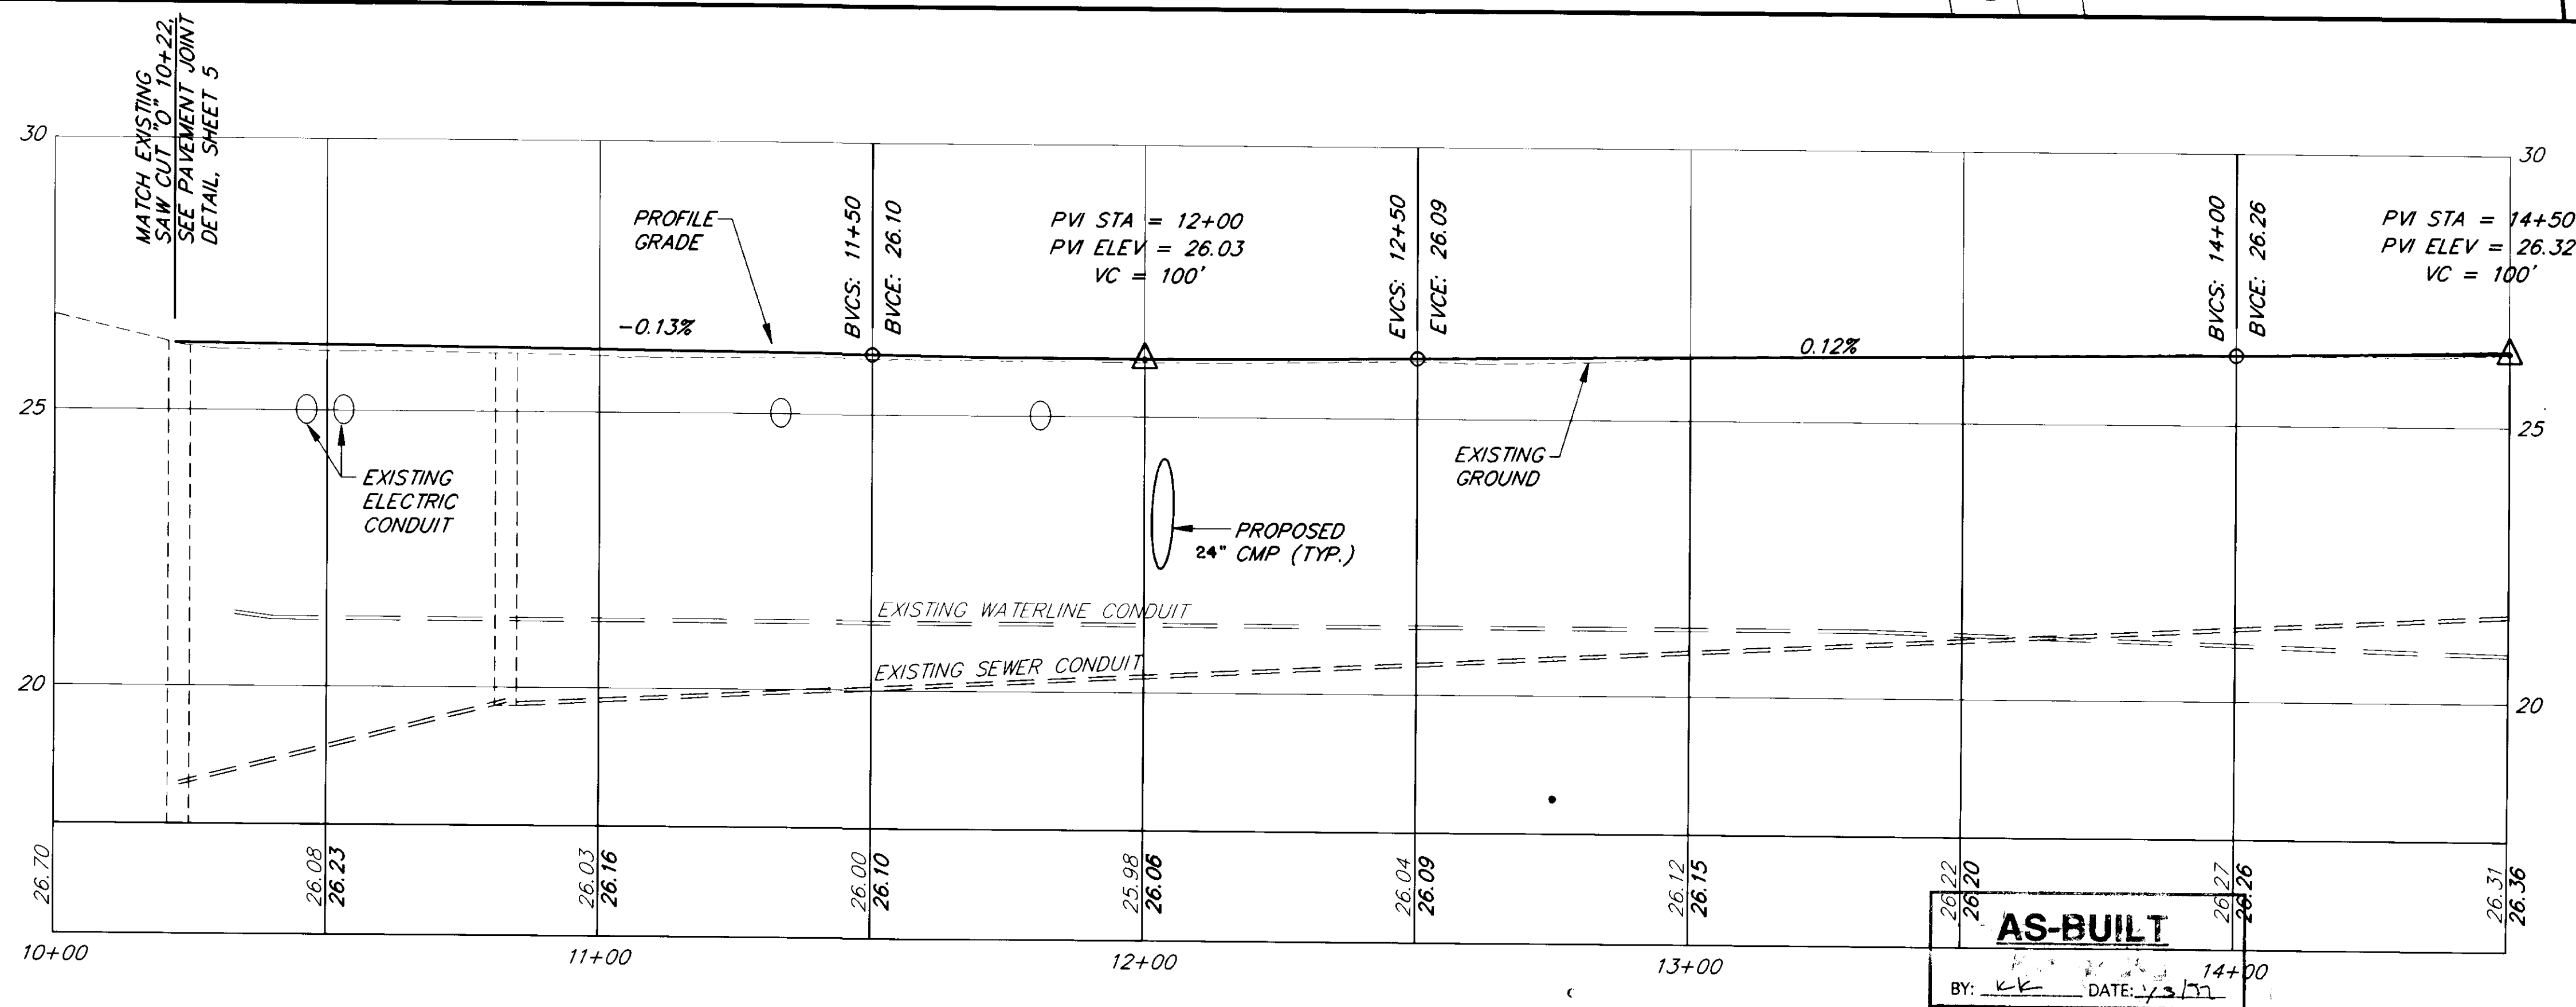 MATCH EXISTING
SAW CUT "O" 10+22,
SEE PAVEMENT JOINT
DETAIL, SHEET 5
30
30
25
25
20
20
PROFILE
GRADE
-0.13%
BVCS: 11+50
BVCE: 26.10
PVI STA = 12+00
PVI ELEV = 26.03
VC = 100'
EVCS: 12+50
EVCE: 26.09
0.12%
BVCS: 14+00
BVCE: 26.26
PVI STA = 14+50
PVI ELEV = 26.32
VC = 100'
EXISTING
ELECTRIC
CONDUIT
EXISTING
GROUND
PROPOSED
24" CMP (TYP.)
EXISTING WATERLINE CONDUIT
EXISTING SEWER CONDUIT
26.70
26.08
26.23
26.03
26.16
26.00
26.10
25.98
26.06
26.04
26.09
26.12
26.15
26.22
26.20
26.27
26.26
26.31
26.36
10+00
11+00
12+00
13+00
14+00
AS-BUILT
BY: KK DATE: